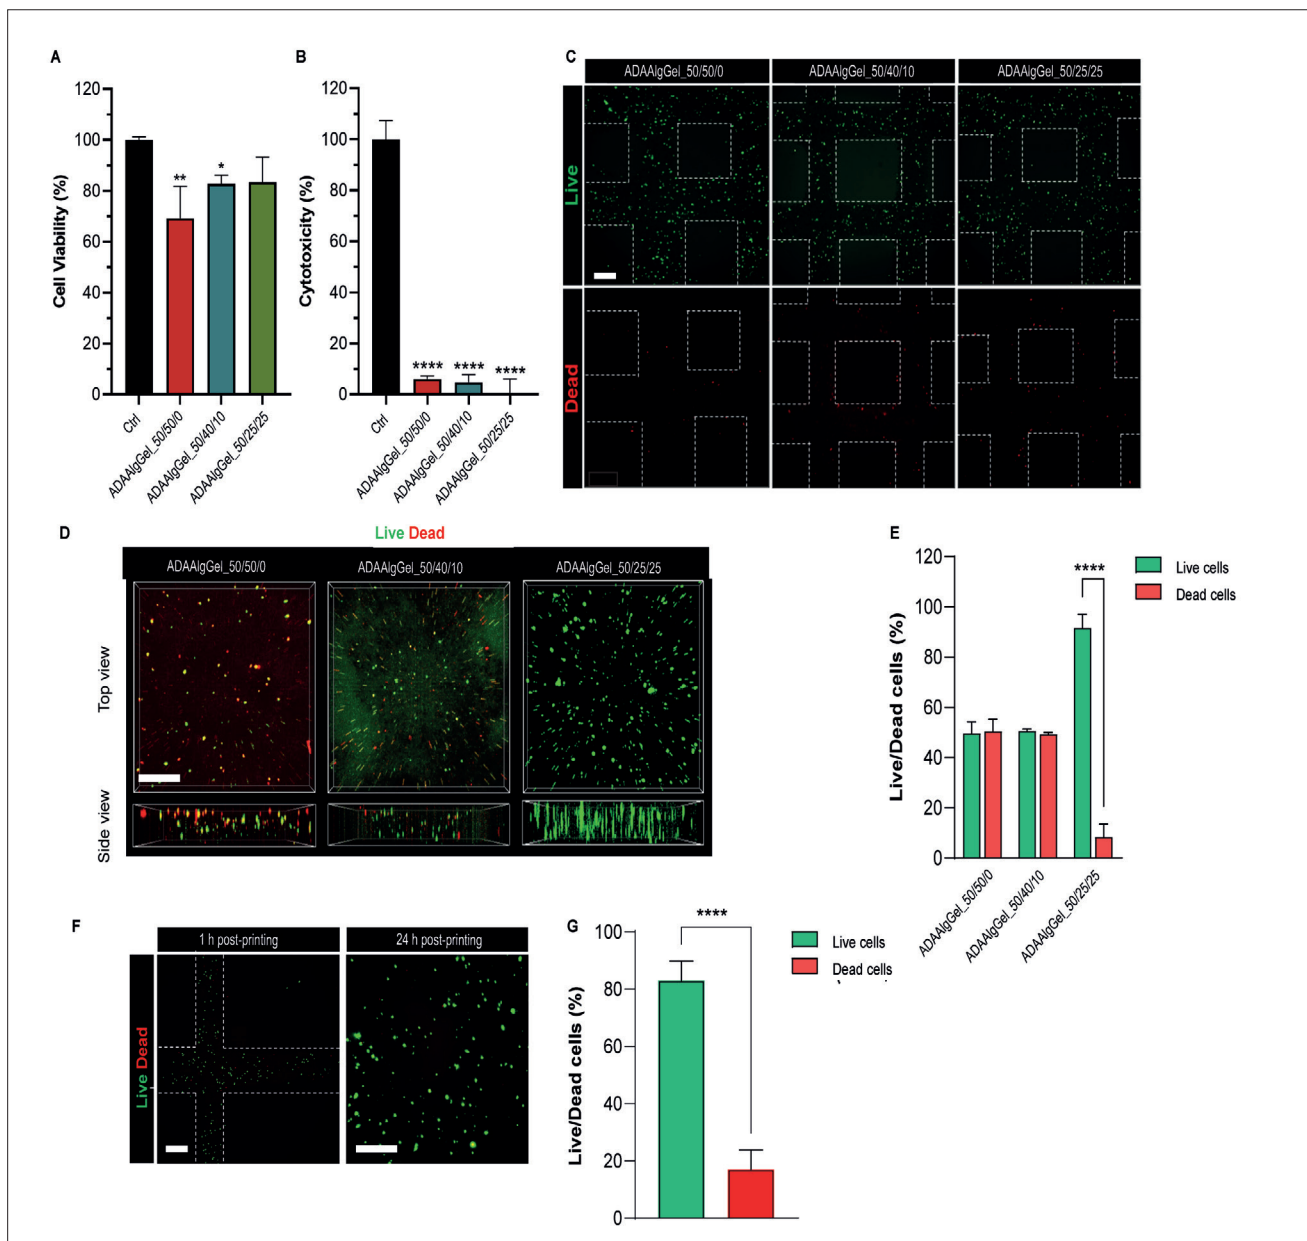 A
120
100
80
60
40
20
0
Cell Viability (%)
**
*
Ctrl
ADAAlgGel_50/50/0
ADAAlgGel_50/40/10
ADAAlgGel_50/25/25
B
120
100
80
60
40
20
0
Cytotoxicity (%)
****
****
****
Ctrl
ADAAlgGel_50/50/0
ADAAlgGel_50/40/10
ADAAlgGel_50/25/25
C
ADAAlgGel_50/50/0
ADAAlgGel_50/40/10
ADAAlgGel_50/25/25
Live
Dead
D
Live Dead
ADAAlgGel_50/50/0
ADAAlgGel_50/40/10
ADAAlgGel_50/25/25
Top view
Side view
E
120
100
80
60
40
20
0
Live/Dead cells (%)
****
Live cells
Dead cells
ADAAlgGel_50/50/0
ADAAlgGel_50/40/10
ADAAlgGel_50/25/25
F
1 h post-printing
24 h post-printing
Live Dead
G
100
80
60
40
20
0
Live/Dead cells (%)
****
Live cells
Dead cells